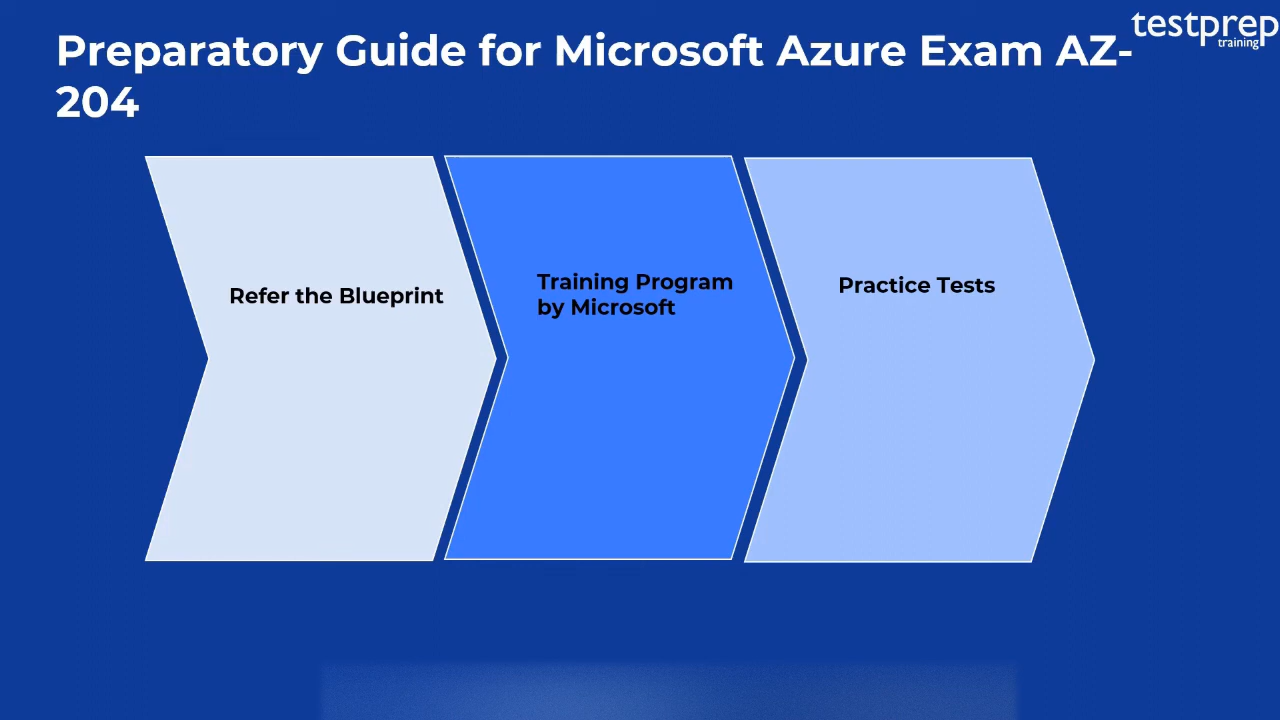 testprep
training
Preparatory Guide for Microsoft Azure Exam AZ-
204
Refer the Blueprint
Training Program
by Microsoft
Practice Tests